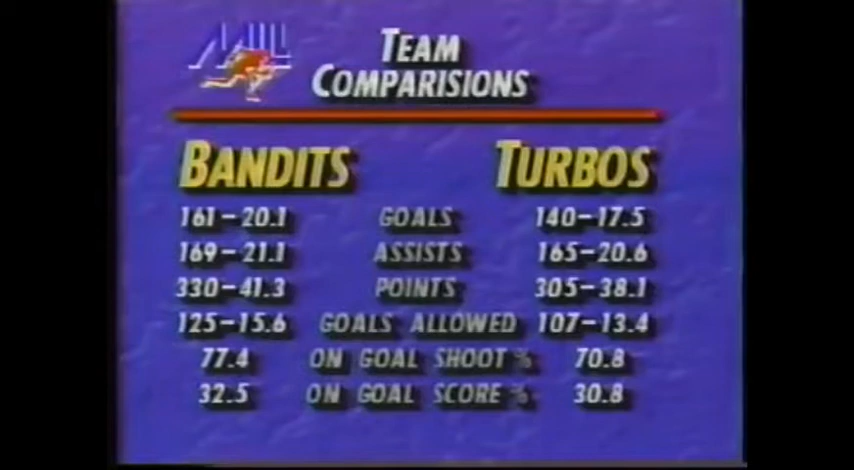 MILL
TEAM
COMPARISIONS
BANDITS TURBOS
161-20.1 GOALS 140-17.5
169-21.1 ASSISTS 165-20.6
330-41.3 POINTS 305-38.1
125-15.6 GOALS ALLOWED 107-13.4
77.4 ON GOAL SHOOT % 70.8
32.5 ON GOAL SCORE % 30.8